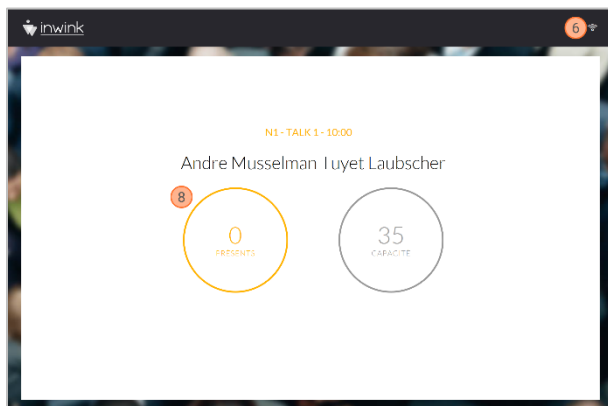 inwink
6
N1 - TALK 1 - 10:00
Andre Musselman Tuyet Laubscher
8
0
PRESENTS
35
CAPACITE